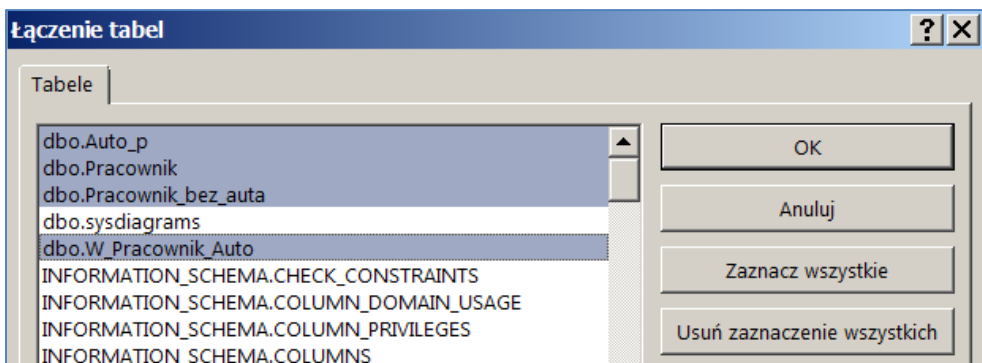 Łączenie tabel
Tabele
dbo.Auto_p
dbo.Pracownik
dbo.Pracownik_bez_auta
dbo.sysdiagrams
dbo.W_Pracownik_Auto
INFORMATION_SCHEMA.CHECK_CONSTRAINTS
INFORMATION_SCHEMA.COLUMN_DOMAIN_USAGE
INFORMATION_SCHEMA.COLUMN_PRIVILEGES
INFORMATION_SCHEMA.COLUMNS
OK
Anuluj
Zaznacz wszystkie
Usuń zaznaczenie wszystkich